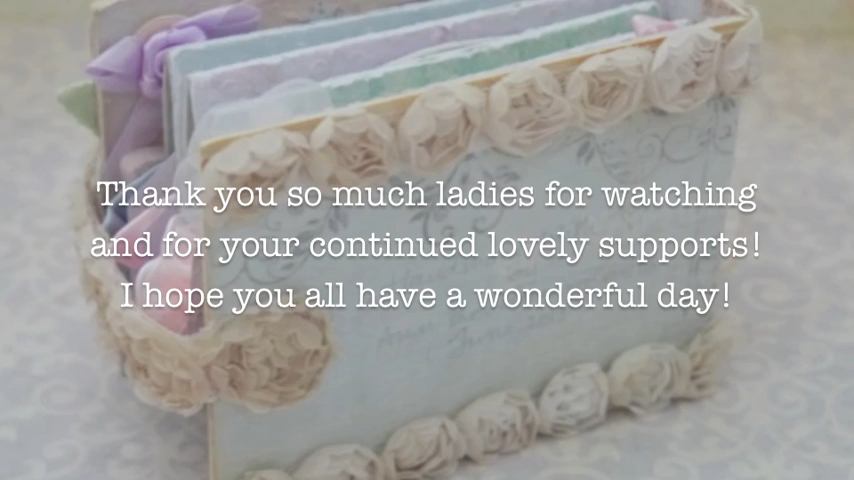 Thank you so much ladies for watching
and for your continued lovely supports!
I hope you all have a wonderful day!